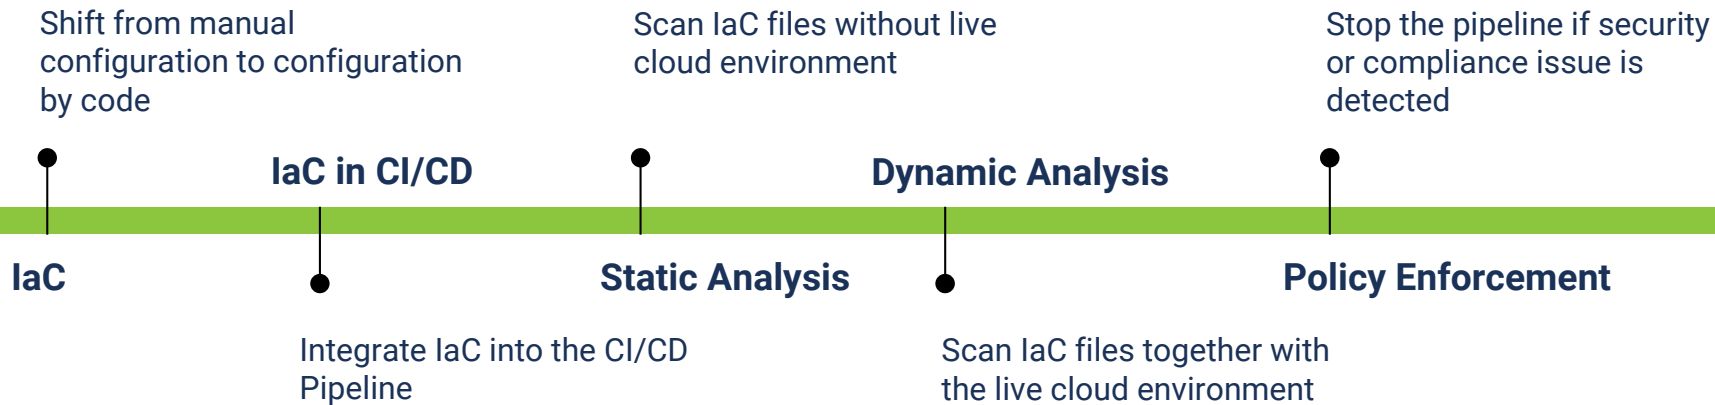 Shift from manual
configuration to configuration
by code
IaC
IaC in CI/CD
Integrate IaC into the CI/CD
Pipeline
Scan IaC files without live
cloud environment
Static Analysis
Dynamic Analysis
Scan IaC files together with
the live cloud environment
Stop the pipeline if security
or compliance issue is
detected
Policy Enforcement